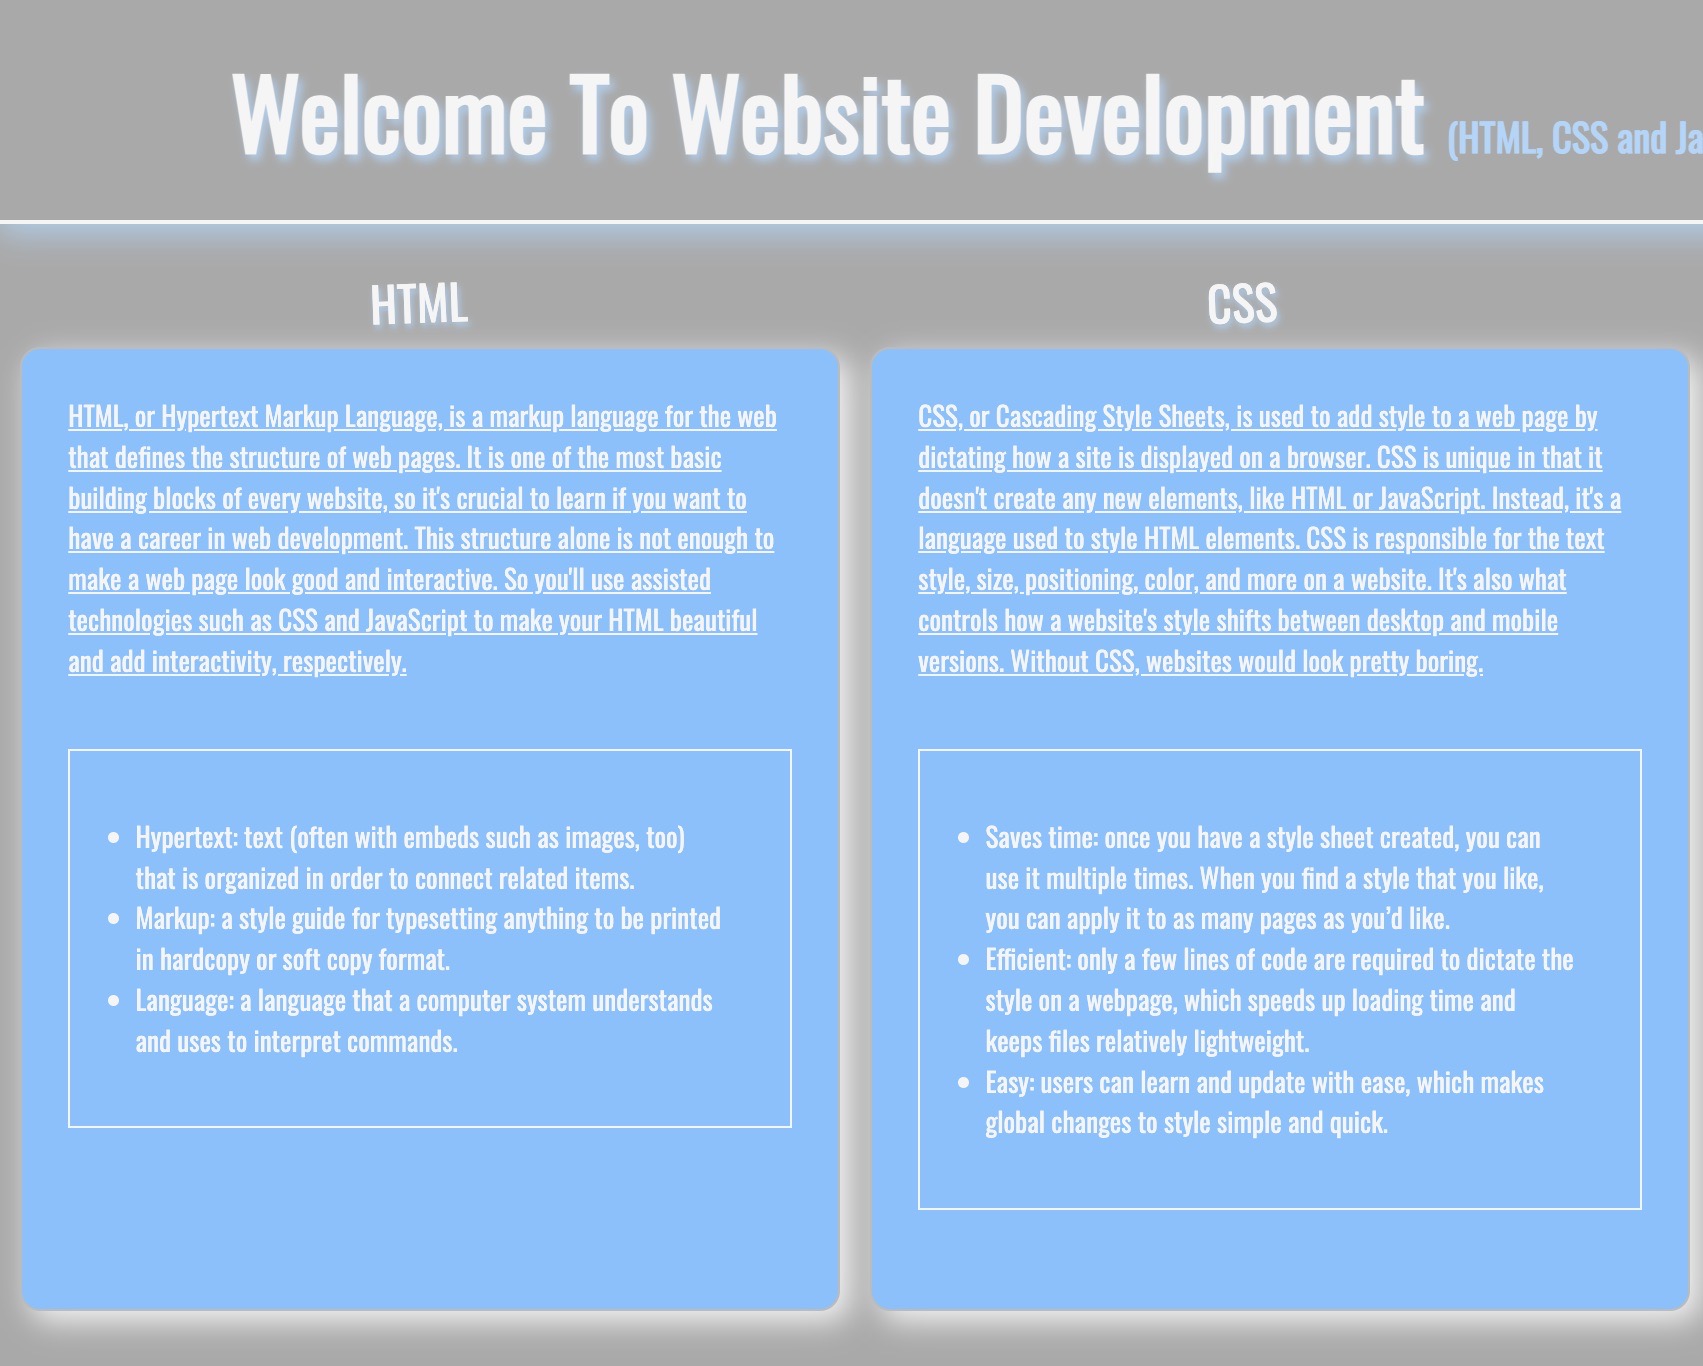 Welcome To Website Development (HTML, CSS and Ja
HTML
HTML, or Hypertext Markup Language, is a markup language for the web
that defines the structure of web pages. It is one of the most basic
building blocks of every website, so it's crucial to learn if you want to
have a career in web development. This structure alone is not enough to
make a web page look good and interactive. So you'll use assisted
technologies such as CSS and JavaScript to make your HTML beautiful
and add interactivity, respectively.
• Hypertext: text (often with embeds such as images, too)
that is organized in order to connect related items.
• Markup: a style guide for typesetting anything to be printed
in hardcopy or soft copy format.
• Language: a language that a computer system understands
and uses to interpret commands.
CSS
CSS, or Cascading Style Sheets, is used to add style to a web page by
dictating how a site is displayed on a browser. CSS is unique in that it
doesn't create any new elements, like HTML or JavaScript. Instead, it's a
language used to style HTML elements. CSS is responsible for the text
style, size, positioning, color, and more on a website. It's also what
controls how a website's style shifts between desktop and mobile
versions. Without CSS, websites would look pretty boring.
• Saves time: once you have a style sheet created, you can
use it multiple times. When you find a style that you like,
you can apply it to as many pages as you’d like.
• Efficient: only a few lines of code are required to dictate the
style on a webpage, which speeds up loading time and
keeps files relatively lightweight.
• Easy: users can learn and update with ease, which makes
global changes to style simple and quick.